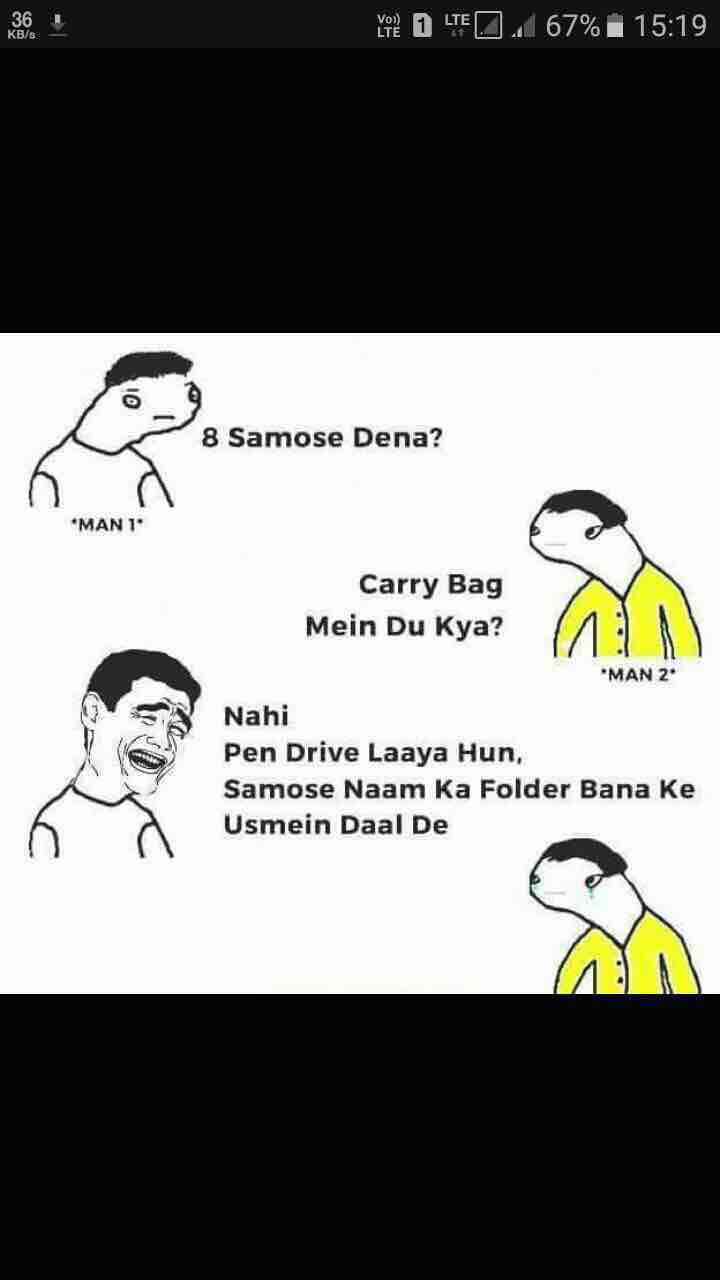 36
KB/s
Vo))
LTE
1
LTE
67%
15:19
8 Samose Dena?
*MAN 1*
Carry Bag
Mein Du Kya?
*MAN 2*
Nahi
Pen Drive Laaya Hun,
Samose Naam Ka Folder Bana Ke
Usmein Daal De